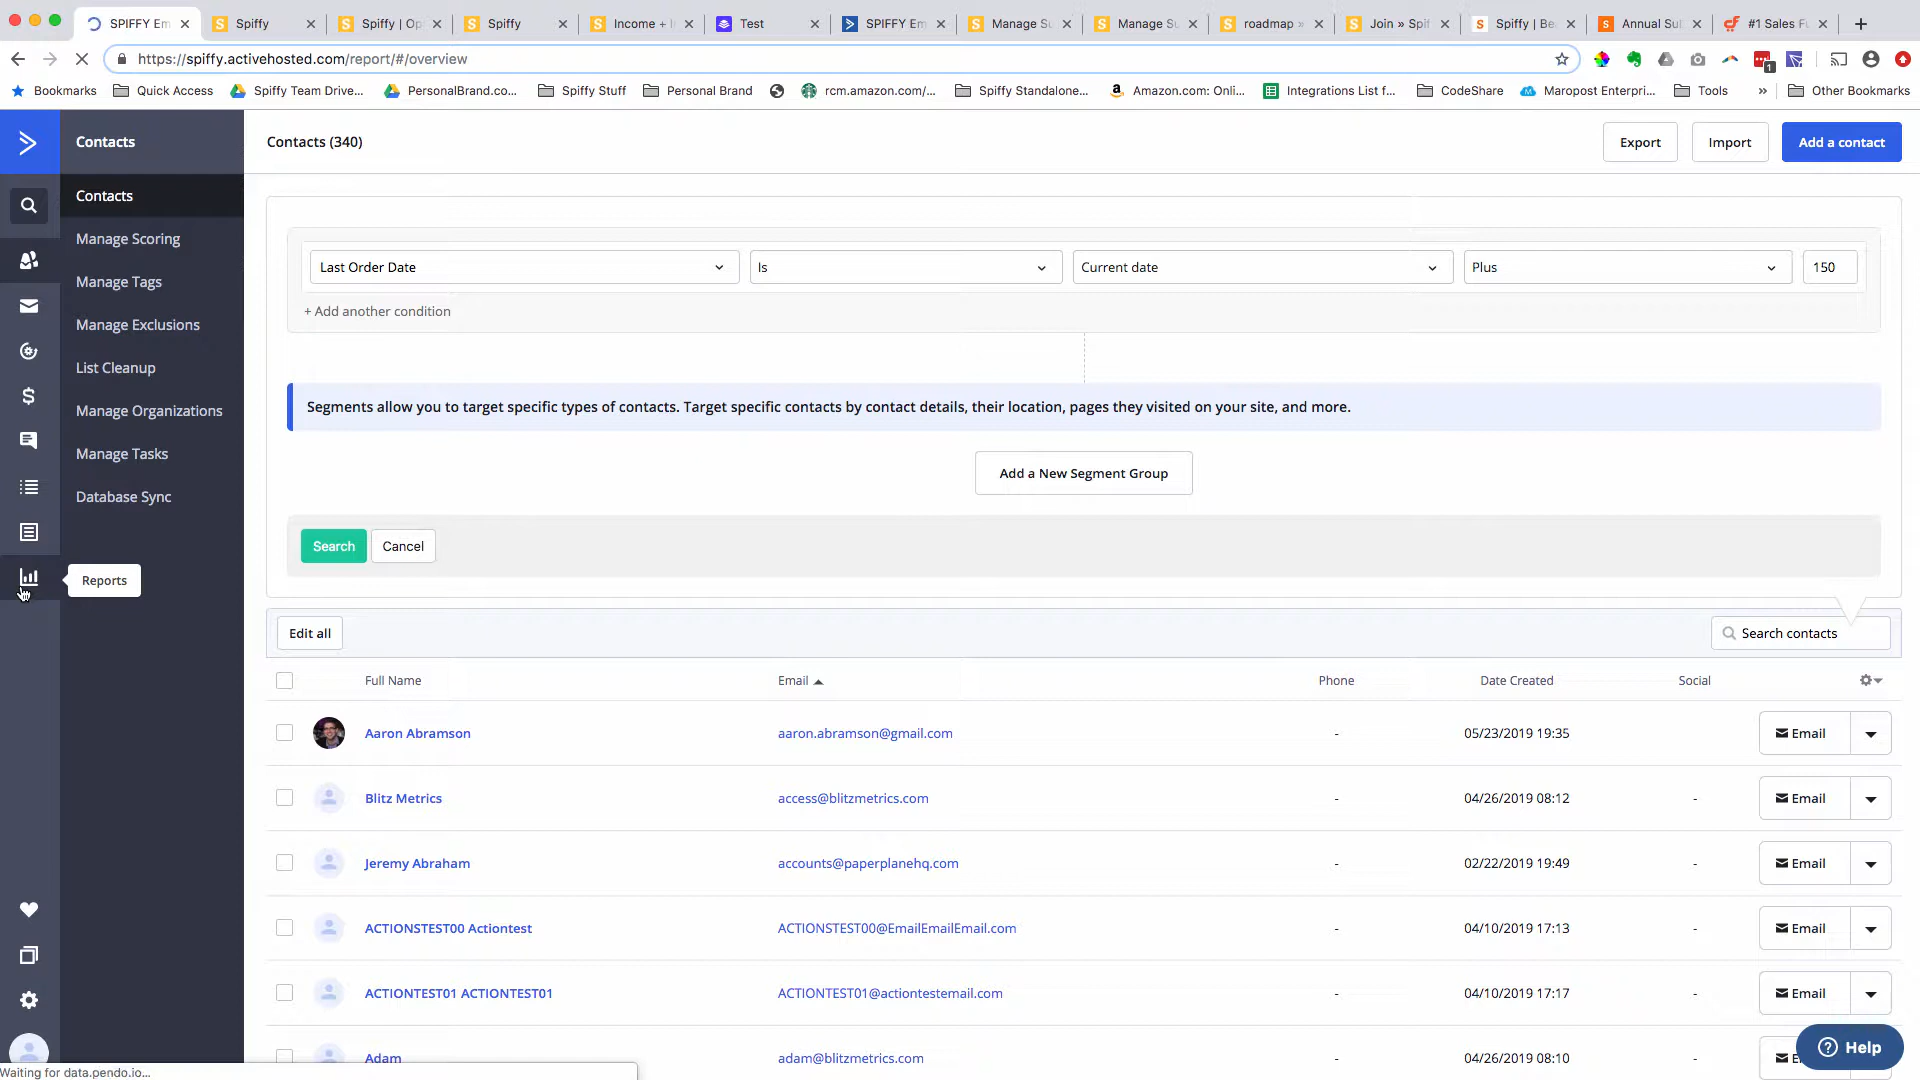 SPIFFY Em
Spiffy
Spiffy | Op
Spiffy
Income + I
Test
SPIFFY Em
Manage Su
Manage Su
roadmap »
Join » Spif
Spiffy | Be
Annual Su
#1 Sales Fu
https://spiffy.activehosted.com/report/#/overview
1
Bookmarks
Quick Access
Spiffy Team Drive...
PersonalBrand.co...
Spiffy Stuff
Personal Brand
rcm.amazon.com/...
Spiffy Standalone...
Amazon.com: Onli...
Integrations List f...
CodeShare
Maropost Enterpri...
Tools
»
Other Bookmarks
Contacts
Contacts (340)
Export
Import
Add a contact
Contacts
Manage Scoring
Manage Tags
Manage Exclusions
List Cleanup
Manage Organizations
Manage Tasks
Database Sync
Reports
Last Order Date
Is
Current date
Plus
150
+ Add another condition
Segments allow you to target specific types of contacts. Target specific contacts by contact details, their location, pages they visited on your site, and more.
Add a New Segment Group
Search
Cancel
Edit all
Search contacts
Full Name
Email
Phone
Date Created
Social
Aaron Abramson
aaron.abramson@gmail.com
-
05/23/2019 19:35
Email
Blitz Metrics
access@blitzmetrics.com
-
04/26/2019 08:12
-
Email
Jeremy Abraham
accounts@paperplanehq.com
-
02/22/2019 19:49
-
Email
ACTIONSTEST00 Actiontest
ACTIONSTEST00@EmailEmailEmail.com
-
04/10/2019 17:13
-
Email
ACTIONTEST01 ACTIONTEST01
ACTIONTEST01@actiontestemail.com
-
04/10/2019 17:17
-
Email
Adam
adam@blitzmetrics.com
-
04/26/2019 08:10
-
Help
Waiting for data.pendo.io...